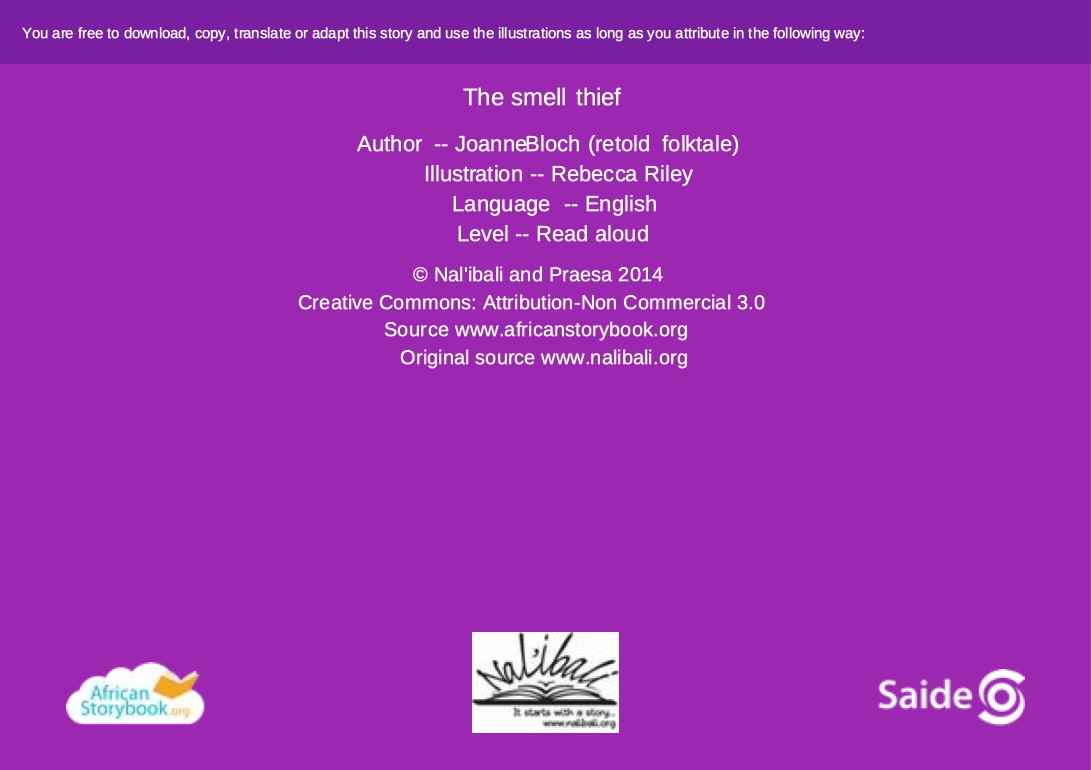 You are free to download, copy, translate or adapt this story and use the illustrations as long as you attribute in the following way:
The smell thief
Author -- JoanneBloch (retold folktale)
Illustration -- Rebecca Riley
Language -- English
Level -- Read aloud
© Nal'ibali and Praesa 2014
Creative Commons: Attribution-Non Commercial 3.0
Source www.africanstorybook.org
Original source www.nalibali.org
African
Storybook.org
Nal'ibali
It starts with a story...
www.nalibali.org
Saide